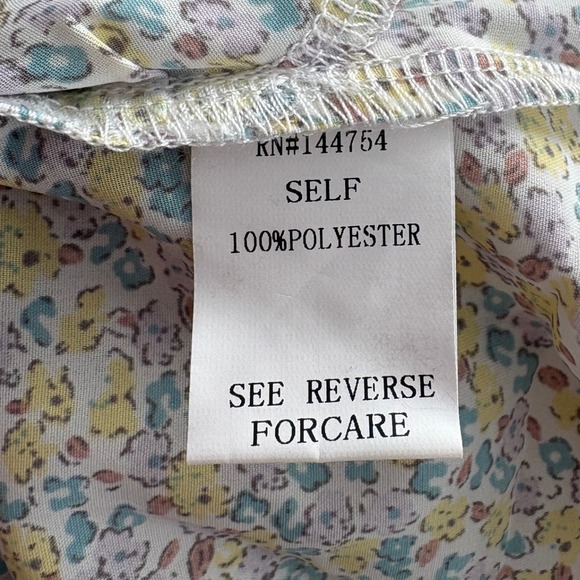 RN#144754
SELF
100%POLYESTER
SEE REVERSE
FORCARE